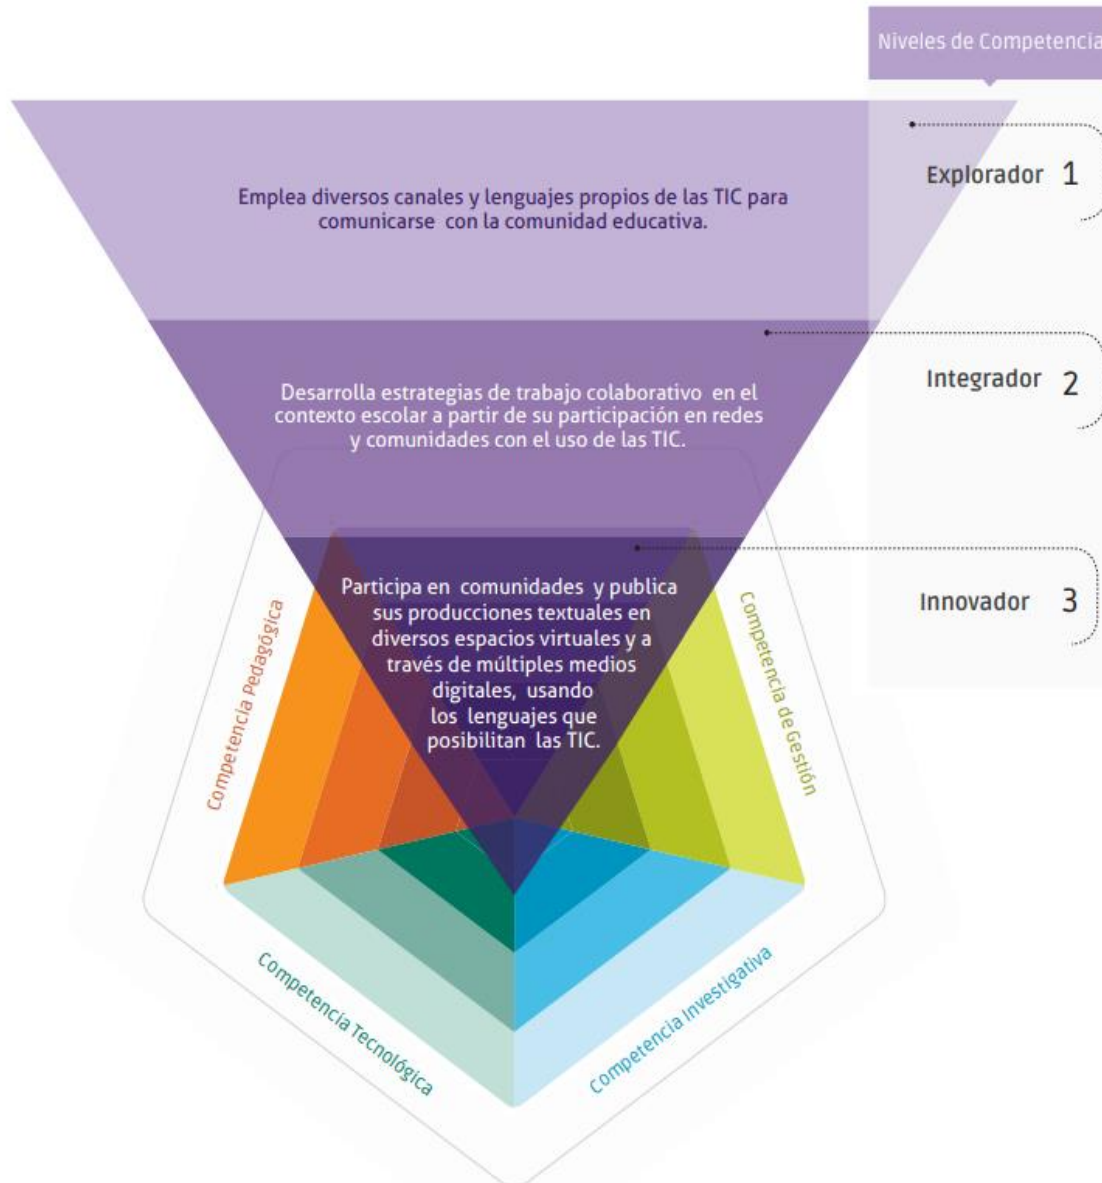 Niveles de Competencia
Emplea diversos canales y lenguajes propios de las TIC para
comunicarse con la comunidad educativa.
Explorador 1
Desarrolla estrategias de trabajo colaborativo en el
contexto escolar a partir de su participación en redes
y comunidades con el uso de las TIC.
Integrador 2
Participa en comunidades y publica
sus producciones textuales en
diversos espacios virtuales y a
través de múltiples medios
digitales, usando
los lenguajes que
posibilitan las TIC.
Innovador 3
Competencia Pedagógica
Competencia de Gestión
Competencia Tecnológica
Competencia Investigativa